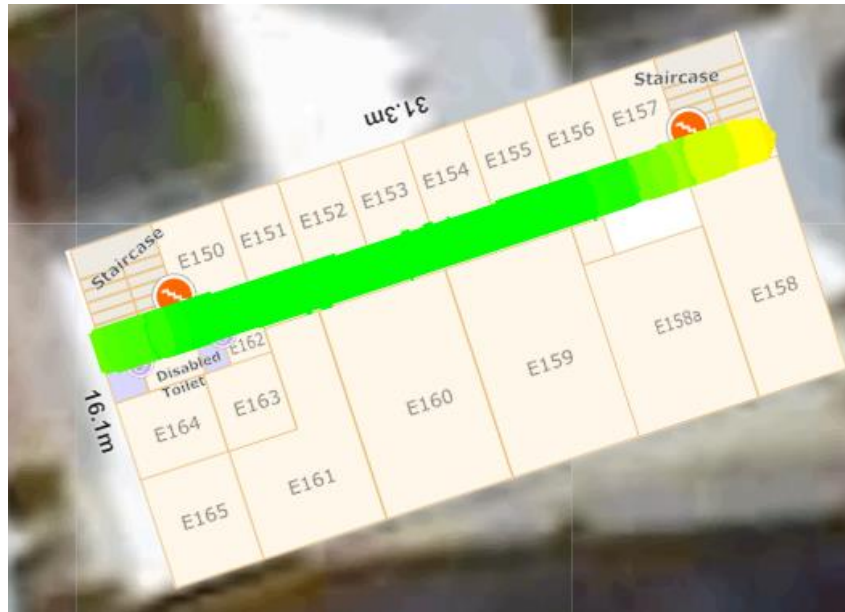 Staircase
31.3m
E157
E156
E155
E154
E153
E152
E151
E150
Staircase
E162
Disabled
Toilet
E163
E164
E165
E161
E160
E159
E158a
E158
16.1m